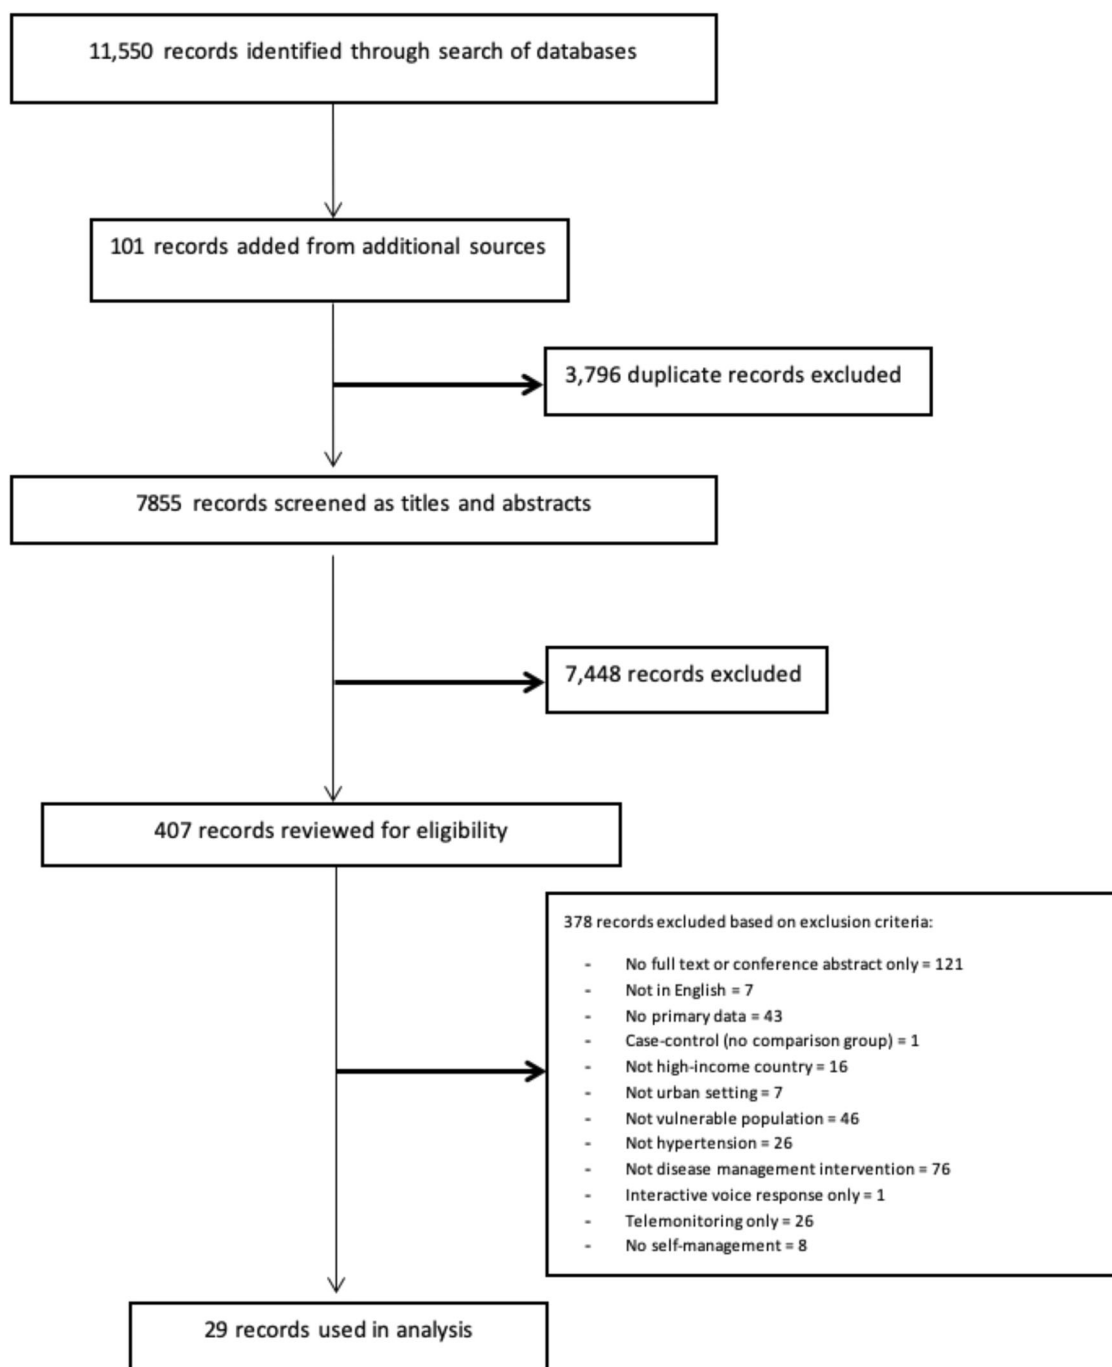 11,550 records identified through search of databases
101 records added from additional sources
3,796 duplicate records excluded
7855 records screened as titles and abstracts
7,448 records excluded
407 records reviewed for eligibility
378 records excluded based on exclusion criteria:
- No full text or conference abstract only = 121
- Not in English = 7
- No primary data = 43
- Case-control (no comparison group) = 1
- Not high-income country = 16
- Not urban setting = 7
- Not vulnerable population = 46
- Not hypertension = 26
- Not disease management intervention = 76
- Interactive voice response only = 1
- Telemonitoring only = 26
- No self-management = 8
29 records used in analysis